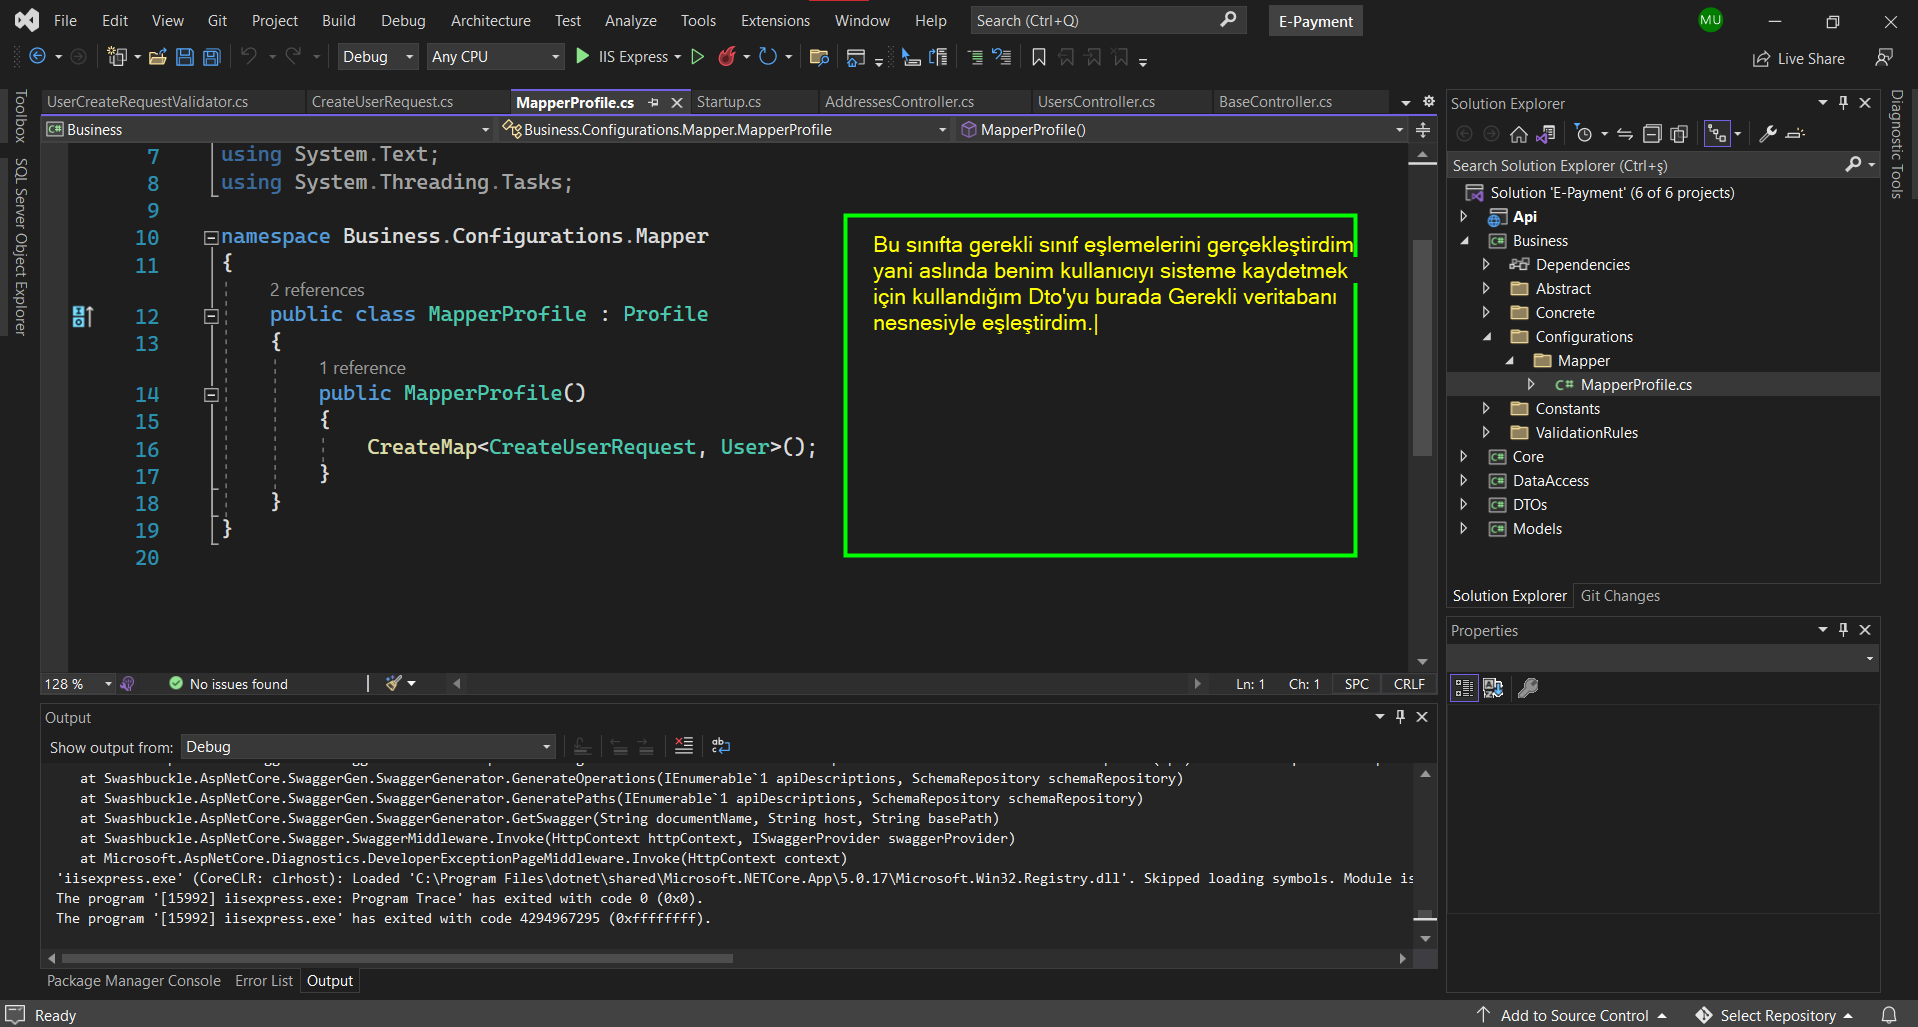 File Edit View Git Project Build Debug Architecture Test Analyze Tools Extensions Window Help Search (Ctrl+Q) E-Payment MU
Debug Any CPU IIS Express Live Share
Toolbox
SQL Server Object Explorer
UserCreateRequestValidator.cs CreateUserRequest.cs MapperProfile.cs Startup.cs AddressesController.cs UsersController.cs BaseController.cs
Business Business.Configurations.Mapper.MapperProfile MapperProfile()
7 using System.Text;
8 using System.Threading.Tasks;
9
10 namespace Business.Configurations.Mapper
11 {
2 references
12 public class MapperProfile : Profile
13 {
1 reference
14 public MapperProfile()
15 {
16 CreateMap<CreateUserRequest, User>();
17 }
18 }
19 }
20
Bu sınıfta gerekli sınıf eşlemelerini gerçekleştirdim
yani aslında benim kullanıcıyı sisteme kaydetmek
için kullandığım Dto'yu burada Gerekli veritabanı
nesnesiyle eşleştirdim.
128 % No issues found Ln: 1 Ch: 1 SPC CRLF
Output
Show output from: Debug
at Swashbuckle.AspNetCore.SwaggerGen.SwaggerGenerator.GenerateOperations(IEnumerable`1 apiDescriptions, SchemaRepository schemaRepository)
at Swashbuckle.AspNetCore.SwaggerGen.SwaggerGenerator.GeneratePaths(IEnumerable`1 apiDescriptions, SchemaRepository schemaRepository)
at Swashbuckle.AspNetCore.SwaggerGen.SwaggerGenerator.GetSwagger(String documentName, String host, String basePath)
at Swashbuckle.AspNetCore.Swagger.SwaggerMiddleware.Invoke(HttpContext httpContext, ISwaggerProvider swaggerProvider)
at Microsoft.AspNetCore.Diagnostics.DeveloperExceptionPageMiddleware.Invoke(HttpContext context)
'iisexpress.exe' (CoreCLR: clrhost): Loaded 'C:\Program Files\dotnet\shared\Microsoft.NETCore.App\5.0.17\Microsoft.Win32.Registry.dll'. Skipped loading symbols. Module is
The program '[15992] iisexpress.exe: Program Trace' has exited with code 0 (0x0).
The program '[15992] iisexpress.exe' has exited with code 4294967295 (0xffffffff).
Package Manager Console Error List Output
Solution Explorer
Search Solution Explorer (Ctrl+ş)
Solution 'E-Payment' (6 of 6 projects)
Api
Business
Dependencies
Abstract
Concrete
Configurations
Mapper
C# MapperProfile.cs
Constants
ValidationRules
Core
DataAccess
DTOs
Models
Solution Explorer Git Changes
Properties
Diagnostic Tools
Ready Add to Source Control Select Repository